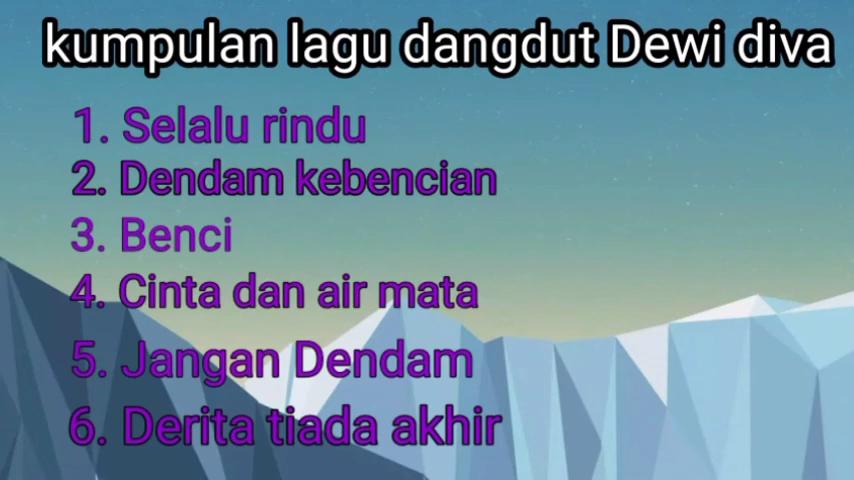 kumpulan lagu dangdut Dewi diva
1. Selalu rindu
2. Dendam kebencian
3. Benci
4. Cinta dan air mata
5. Jangan Dendam
6. Derita tiada akhir